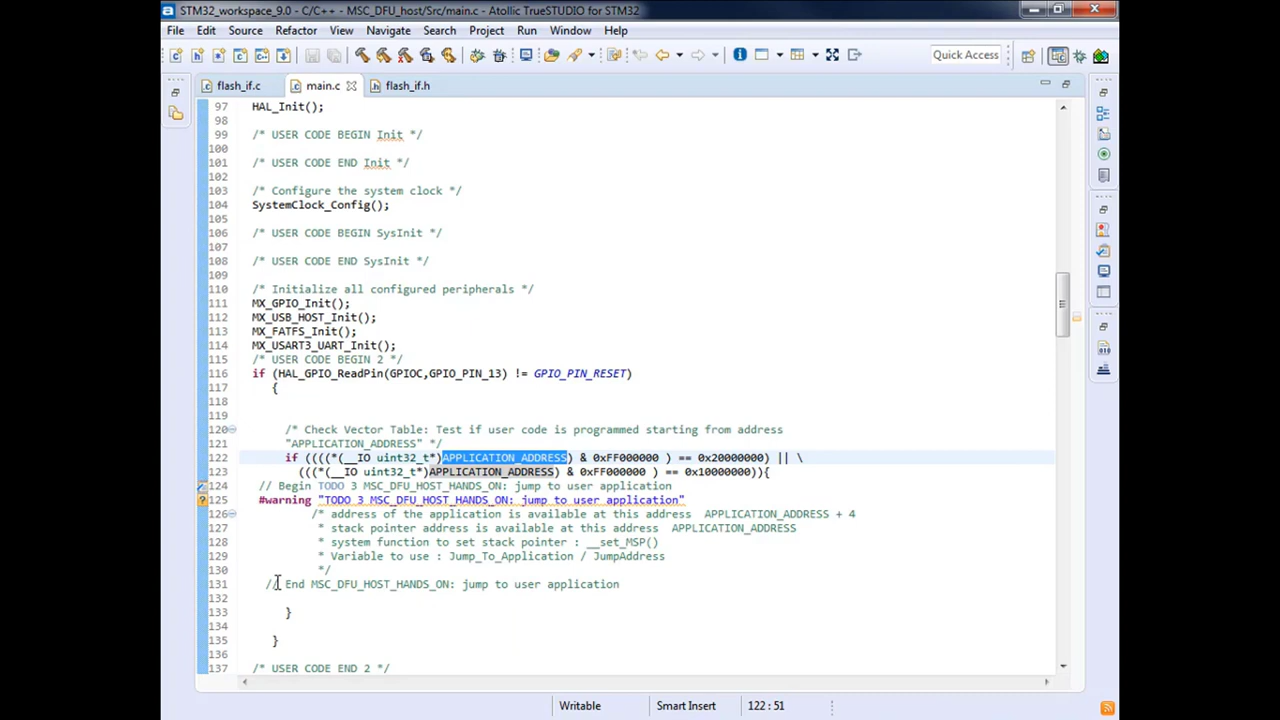 STM32_workspace_9.0 - C/C++ - MSC_DFU_host/Src/main.c - Atollic TrueSTUDIO for STM32
File Edit Source Refactor View Navigate Search Project Run Window Help
Quick Access
flash_if.c main.c flash_if.h
97 HAL_Init();
98
99 /* USER CODE BEGIN Init */
100
101 /* USER CODE END Init */
102
103 /* Configure the system clock */
104 SystemClock_Config();
105
106 /* USER CODE BEGIN SysInit */
107
108 /* USER CODE END SysInit */
109
110 /* Initialize all configured peripherals */
111 MX_GPIO_Init();
112 MX_USB_HOST_Init();
113 MX_FATFS_Init();
114 MX_USART3_UART_Init();
115 /* USER CODE BEGIN 2 */
116 if (HAL_GPIO_ReadPin(GPIOC,GPIO_PIN_13) != GPIO_PIN_RESET)
117 {
118
119
120 /* Check Vector Table: Test if user code is programmed starting from address
121 "APPLICATION_ADDRESS" */
122 if ((((*(__IO uint32_t*)APPLICATION_ADDRESS) & 0xFF000000 ) == 0x20000000) || \
123 (((*(__IO uint32_t*)APPLICATION_ADDRESS) & 0xFF000000 ) == 0x10000000)){
124 // Begin TODO 3 MSC_DFU_HOST_HANDS_ON: jump to user application
125 #warning "TODO 3 MSC_DFU_HOST_HANDS_ON: jump to user application"
126 /* address of the application is available at this address APPLICATION_ADDRESS + 4
127 * stack pointer address is available at this address APPLICATION_ADDRESS
128 * system function to set stack pointer : __set_MSP()
129 * Variable to use : Jump_To_Application / JumpAddress
130 */
131 // End MSC_DFU_HOST_HANDS_ON: jump to user application
132
133 }
134
135 }
136
137 /* USER CODE END 2 */
Writable Smart Insert 122 : 51